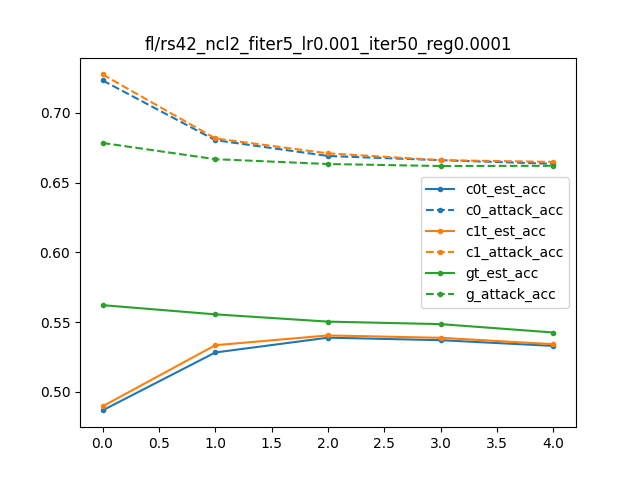 fl/rs42_ncl2_fiter5_lr0.001_iter50_reg0.0001
0.70
0.65
0.60
0.55
0.50
c0t_est_acc
c0_attack_acc
c1t_est_acc
c1_attack_acc
gt_est_acc
g_attack_acc
0.0 0.5 1.0 1.5 2.0 2.5 3.0 3.5 4.0